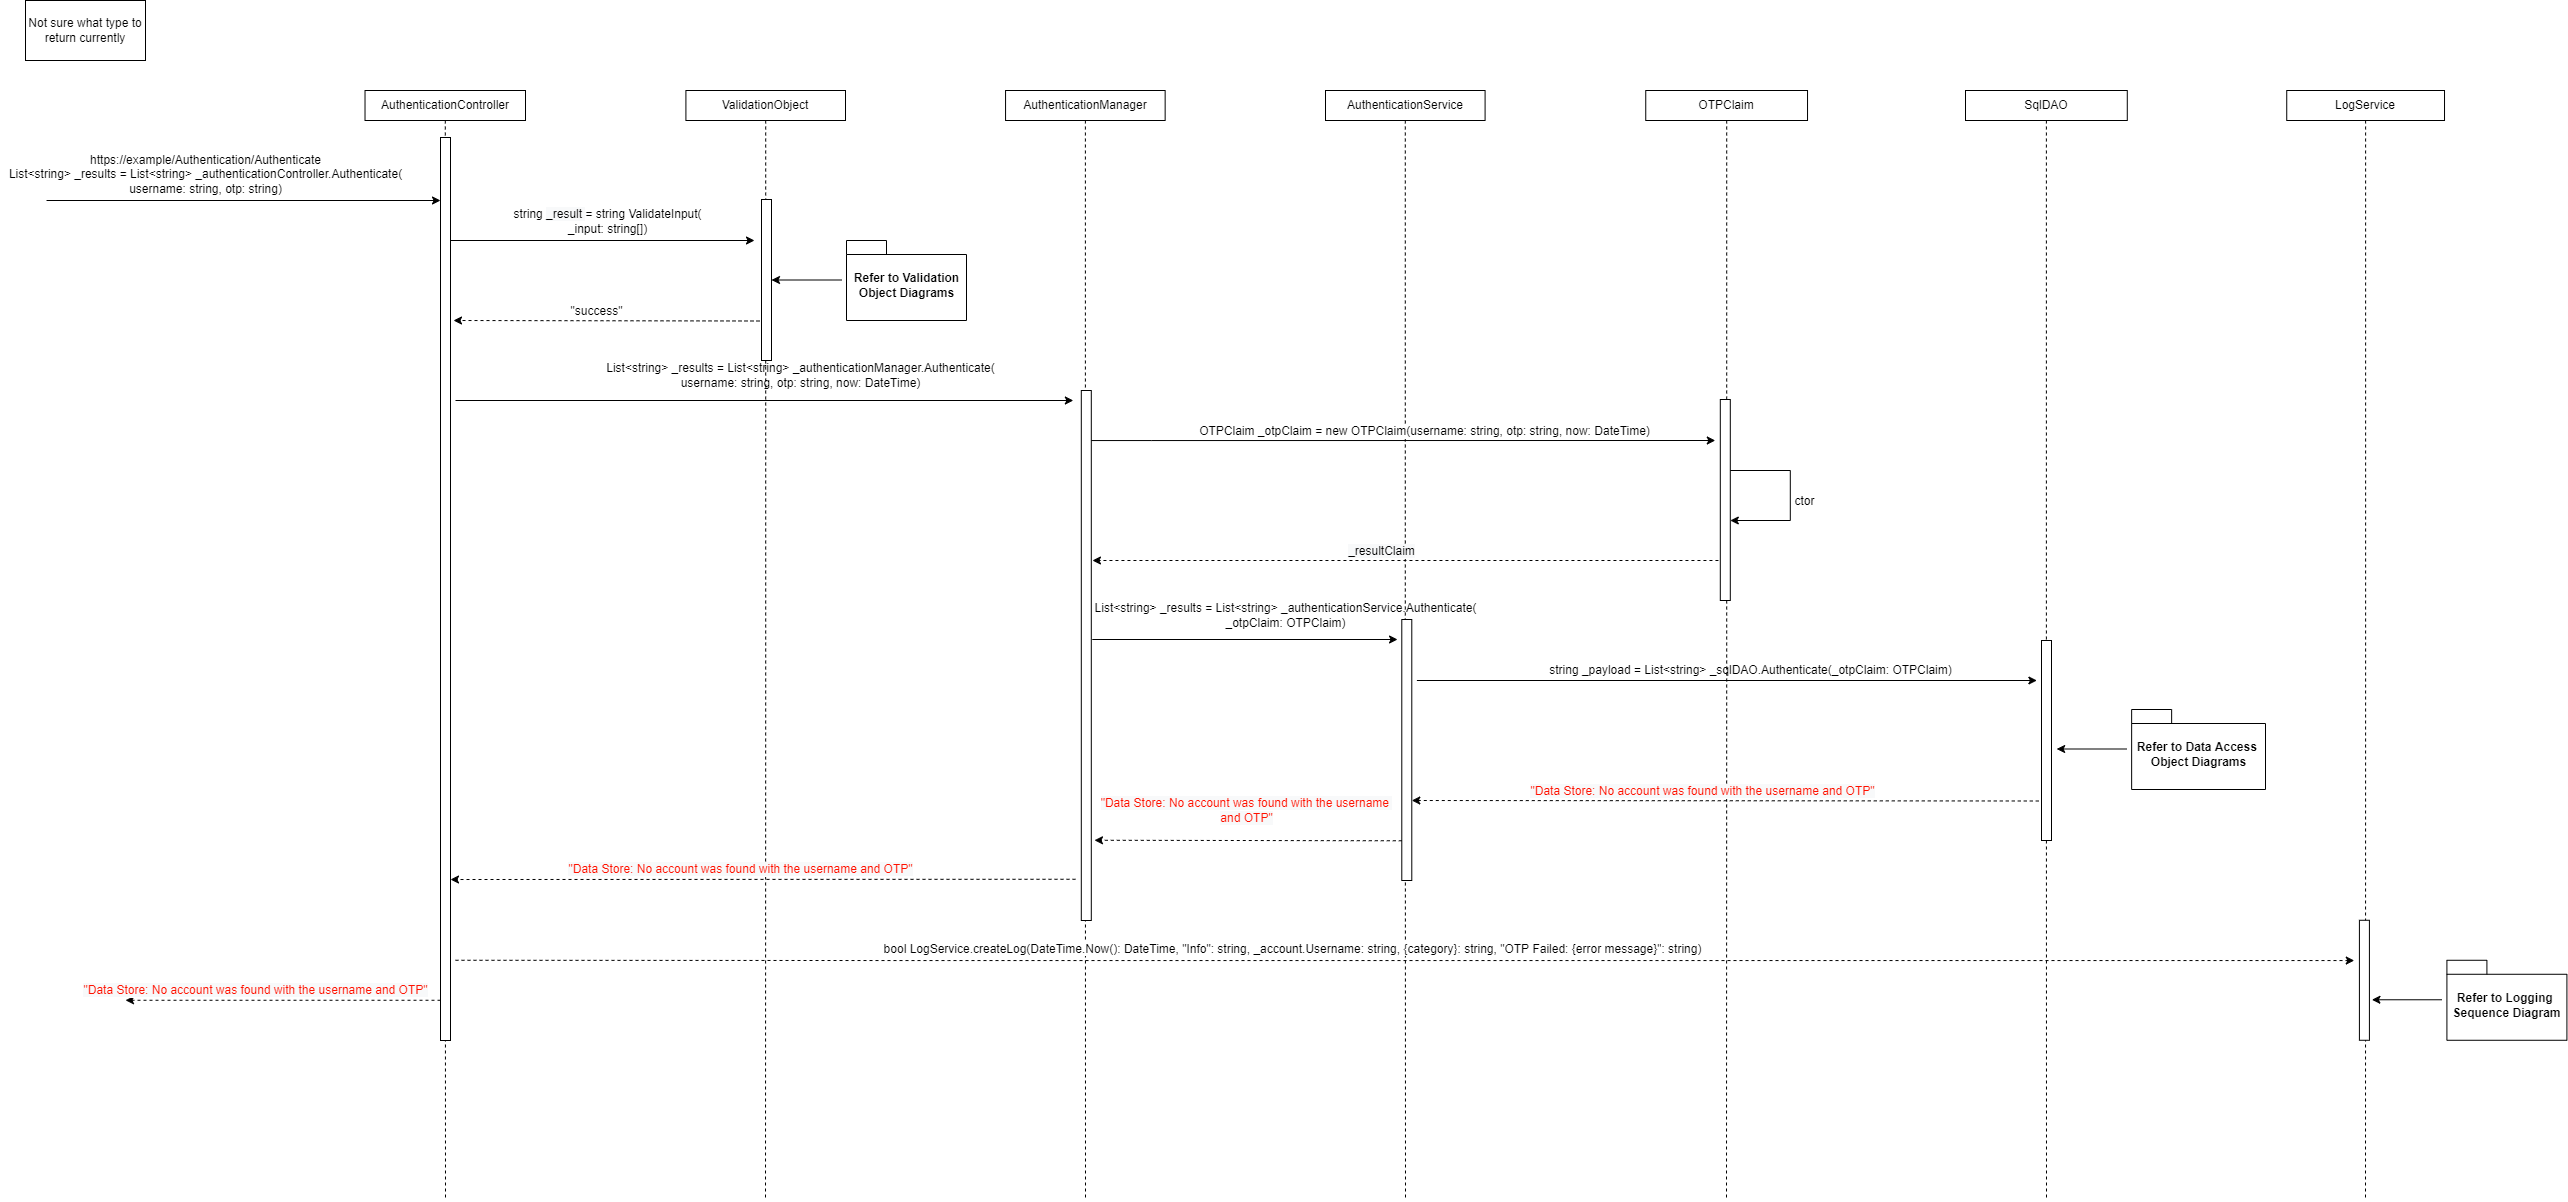 Not sure what type to
return currently
AuthenticationController
ValidationObject
AuthenticationManager
AuthenticationService
OTPClaim
SqlDAO
LogService
https://example/Authentication/Authenticate
List<string> _results = List<string> _authenticationController.Authenticate(
username: string, otp: string)
string _result = string ValidateInput(
_input: string[])
Refer to Validation
Object Diagrams
"success"
List<string> _results = List<string> _authenticationManager.Authenticate(
username: string, otp: string, now: DateTime)
OTPClaim _otpClaim = new OTPClaim(username: string, otp: string, now: DateTime)
ctor
_resultClaim
List<string> _results = List<string> _authenticationService.Authenticate(
_otpClaim: OTPClaim)
string _payload = List<string> _sqlDAO.Authenticate(_otpClaim: OTPClaim)
Refer to Data Access
Object Diagrams
"Data Store: No account was found with the username and OTP"
"Data Store: No account was found with the username
and OTP"
"Data Store: No account was found with the username and OTP"
bool LogService.createLog(DateTime.Now(): DateTime, "Info": string, _account.Username: string, {category}: string, "OTP Failed: {error message}": string)
"Data Store: No account was found with the username and OTP"
Refer to Logging
Sequence Diagram